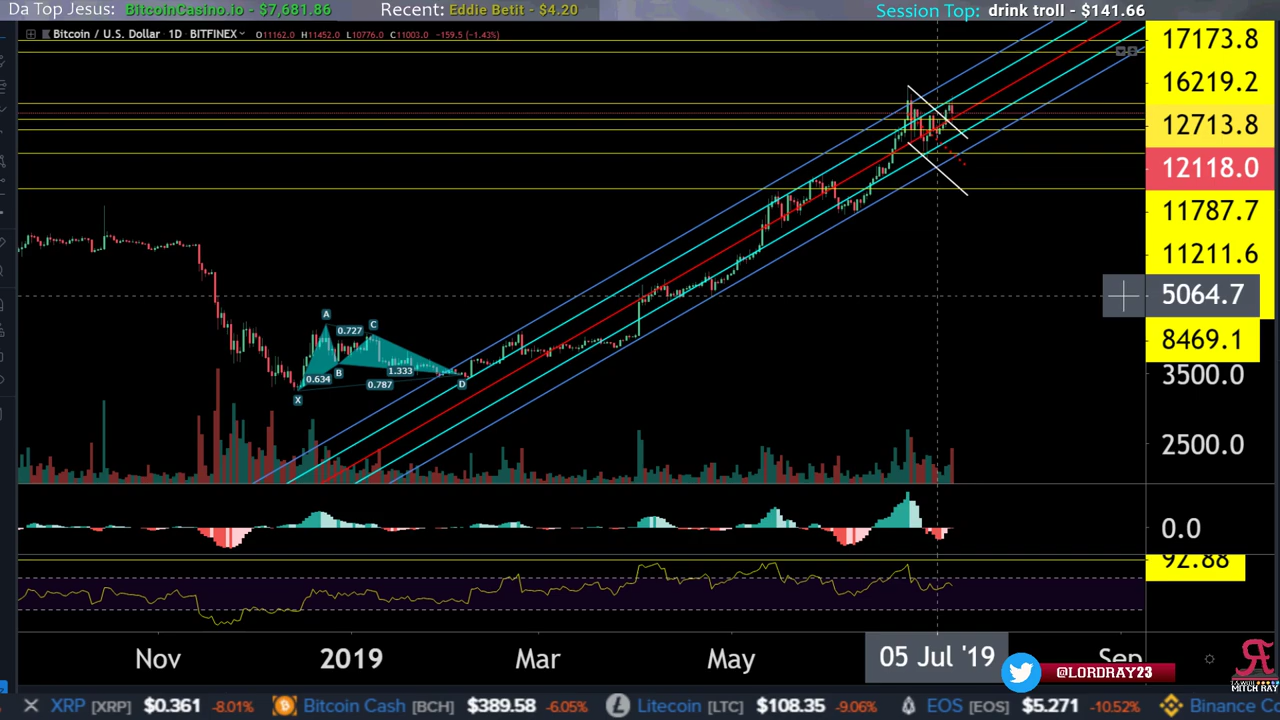 Da Top Jesus: BitcoinCasino.io - $7,681.86 Recent: Eddie Betit - $4.20 Session Top: drink troll - $141.66
Bitcoin / U.S. Dollar · 1D · BITFINEX O11162.0 H11452.0 L10776.0 C11003.0 -159.5 (-1.43%)
17173.8
16219.2
12713.8
12118.0
11787.7
11211.6
5064.7
8469.1
3500.0
2500.0
A
C
0.727
B
0.634
1.333
0.787
D
X
0.0
92.88
Nov 2019 Mar May 05 Jul '19 Sep
@LORDRAY23
MITCH RAY
XRP [XRP] $0.361 -8.01% Bitcoin Cash [BCH] $389.58 -6.05% Litecoin [LTC] $108.35 -9.06% EOS [EOS] $5.271 -10.52% Binance Co